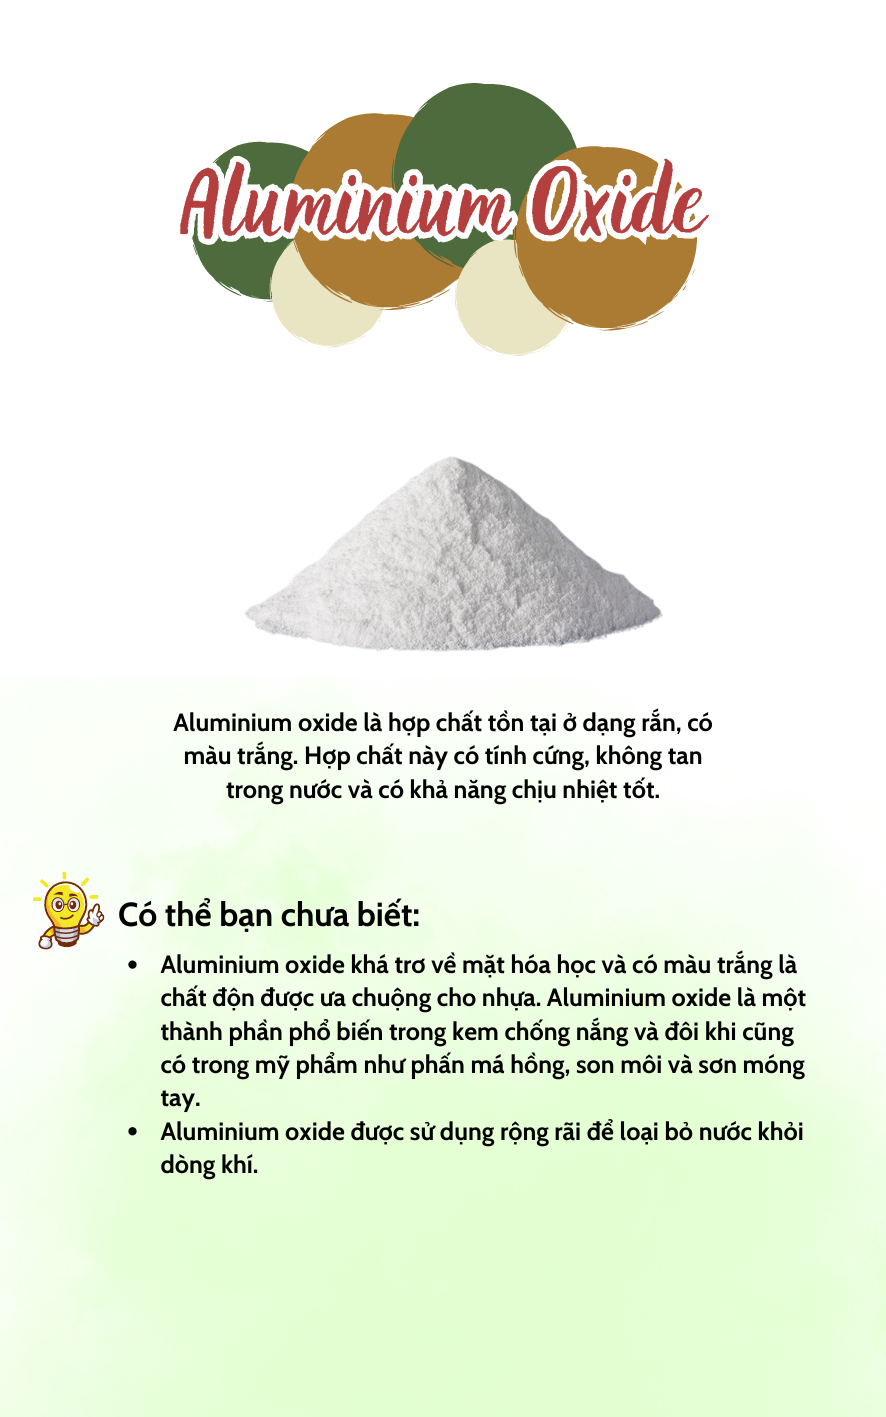 Aluminium Oxide
Aluminium oxide là hợp chất tồn tại ở dạng rắn, có
màu trắng. Hợp chất này có tính cứng, không tan
trong nước và có khả năng chịu nhiệt tốt.
Có thể bạn chưa biết:
• Aluminium oxide khá trơ về mặt hóa học và có màu trắng là
chất độn được ưa chuộng cho nhựa. Aluminium oxide là một
thành phần phổ biến trong kem chống nắng và đôi khi cũng
có trong mỹ phẩm như phấn má hồng, son môi và sơn móng
tay.
• Aluminium oxide được sử dụng rộng rãi để loại bỏ nước khỏi
dòng khí.